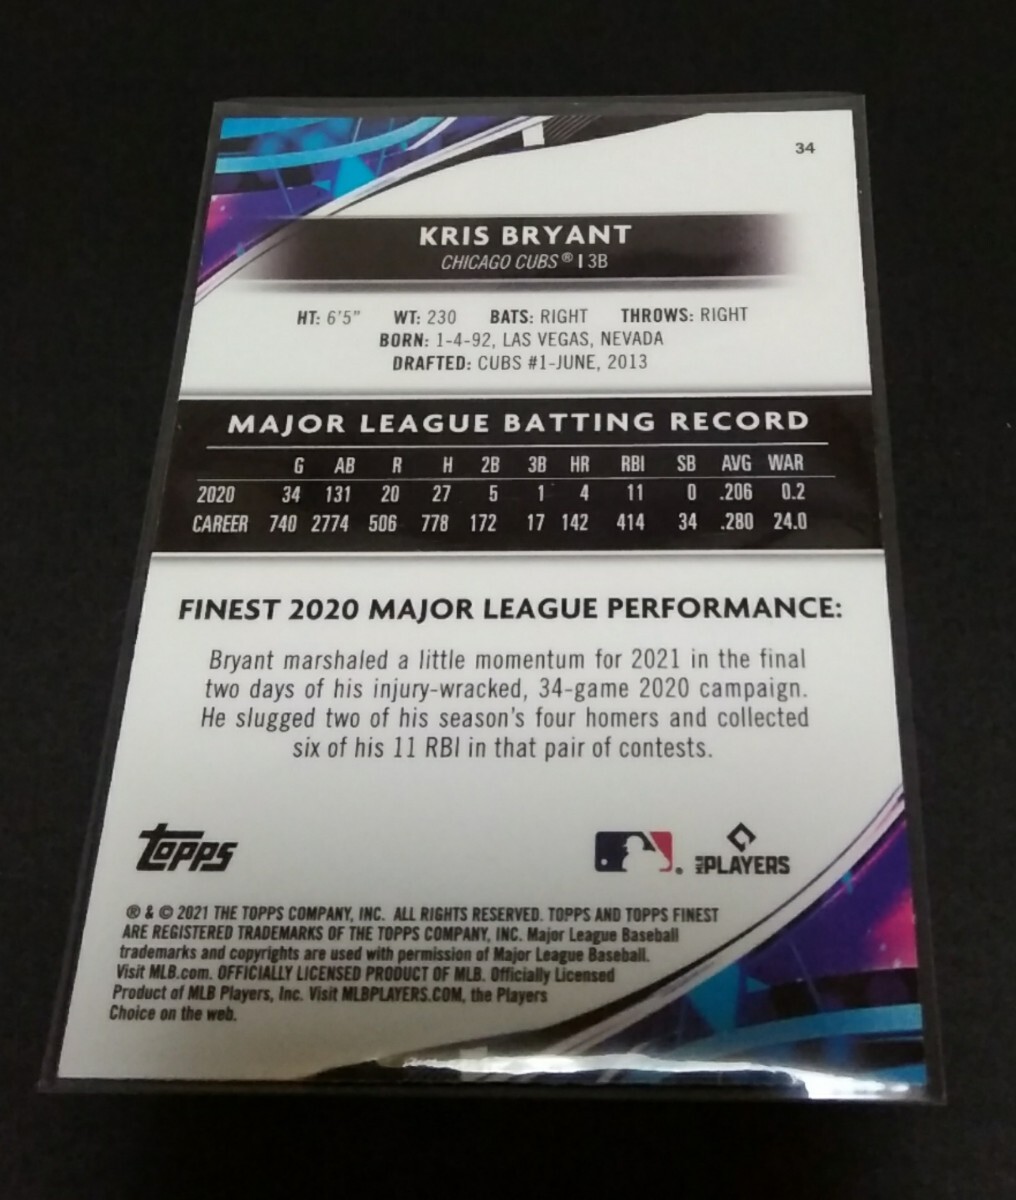 34
KRIS BRYANT
CHICAGO CUBS® | 3B
HT: 6'5" WT: 230 BATS: RIGHT THROWS: RIGHT
BORN: 1-4-92, LAS VEGAS, NEVADA
DRAFTED: CUBS #1-JUNE, 2013
MAJOR LEAGUE BATTING RECORD
G AB R H 2B 3B HR RBI SB AVG WAR
2020 34 131 20 27 5 1 4 11 0 .206 0.2
CAREER 740 2774 506 778 172 17 142 414 34 .280 24.0
FINEST 2020 MAJOR LEAGUE PERFORMANCE:
Bryant marshaled a little momentum for 2021 in the final
two days of his injury-wracked, 34-game 2020 campaign.
He slugged two of his season's four homers and collected
six of his 11 RBI in that pair of contests.
Topps
MLB PLAYERS
® & © 2021 THE TOPPS COMPANY, INC. ALL RIGHTS RESERVED. TOPPS AND TOPPS FINEST
ARE REGISTERED TRADEMARKS OF THE TOPPS COMPANY, INC. Major League Baseball
trademarks and copyrights are used with permission of Major League Baseball.
Visit MLB.com. OFFICIALLY LICENSED PRODUCT OF MLB. Officially Licensed
Product of MLB Players, Inc. Visit MLBPLAYERS.COM, the Players
Choice on the web.